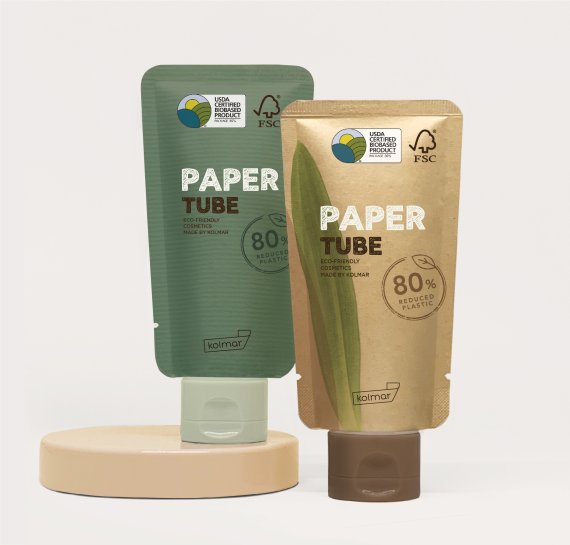 USDA
CERTIFIED
BIOBASED
PRODUCT
FSC
PAPER
TUBE
ECO-FRIENDLY
COSMETICS
MADE BY KOLMAR
80%
REDUCED
PLASTIC
kolmar
USDA
CERTIFIED
BIOBASED
PRODUCT
FSC
PAPER
TUBE
ECO-FRIENDLY
COSMETICS
MADE BY KOLMAR
80%
REDUCED
PLASTIC
kolmar